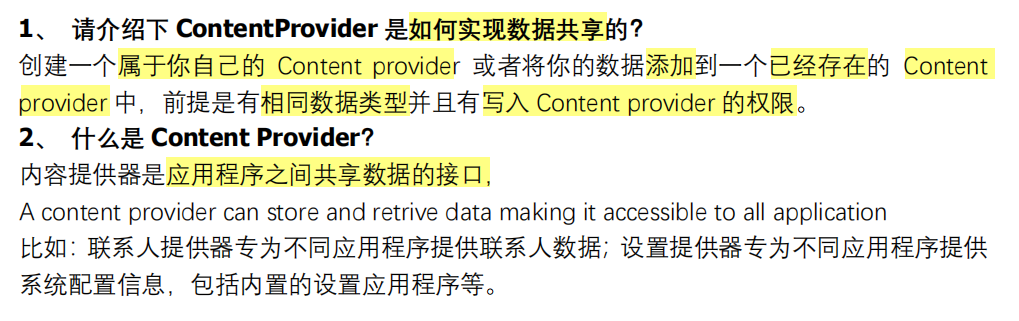 1、 请介绍下 ContentProvider 是如何实现数据共享的？
创建一个属于你自己的 Content provider 或者将你的数据添加到一个已经存在的 Content
provider 中，前提是有相同数据类型并且有写入 Content provider 的权限。
2、 什么是 Content Provider？
内容提供器是应用程序之间共享数据的接口，
A content provider can store and retrive data making it accessible to all application
比如：联系人提供器专为不同应用程序提供联系人数据；设置提供器专为不同应用程序提供
系统配置信息，包括内置的设置应用程序等。